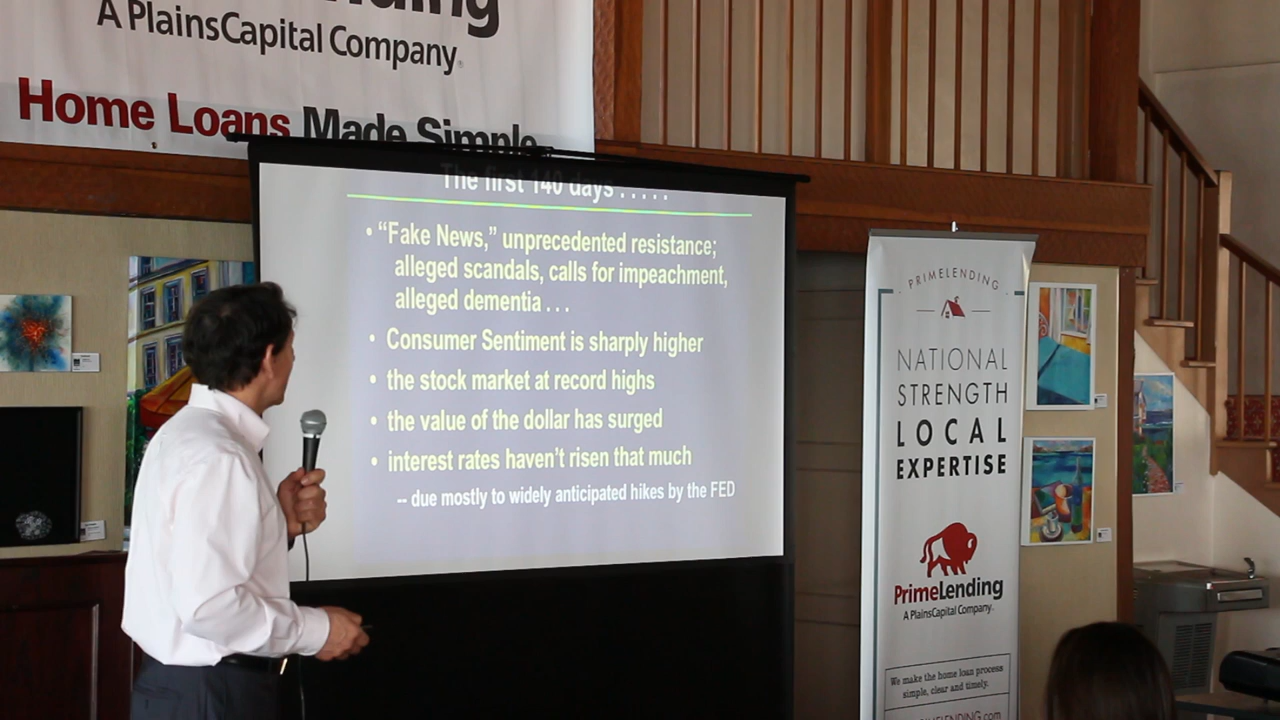 A PlainsCapital Company.
Home Loans Made Simple
The first 140 days . . . . .
• “Fake News,” unprecedented resistance;
alleged scandals, calls for impeachment,
alleged dementia . . .
• Consumer Sentiment is sharply higher
• the stock market at record highs
• the value of the dollar has surged
• interest rates haven’t risen that much
-- due mostly to widely anticipated hikes by the FED
PRIMELENDING
NATIONAL
STRENGTH
LOCAL
EXPERTISE
PrimeLending
A PlainsCapital Company.
We make the home loan process
simple, clear and timely.